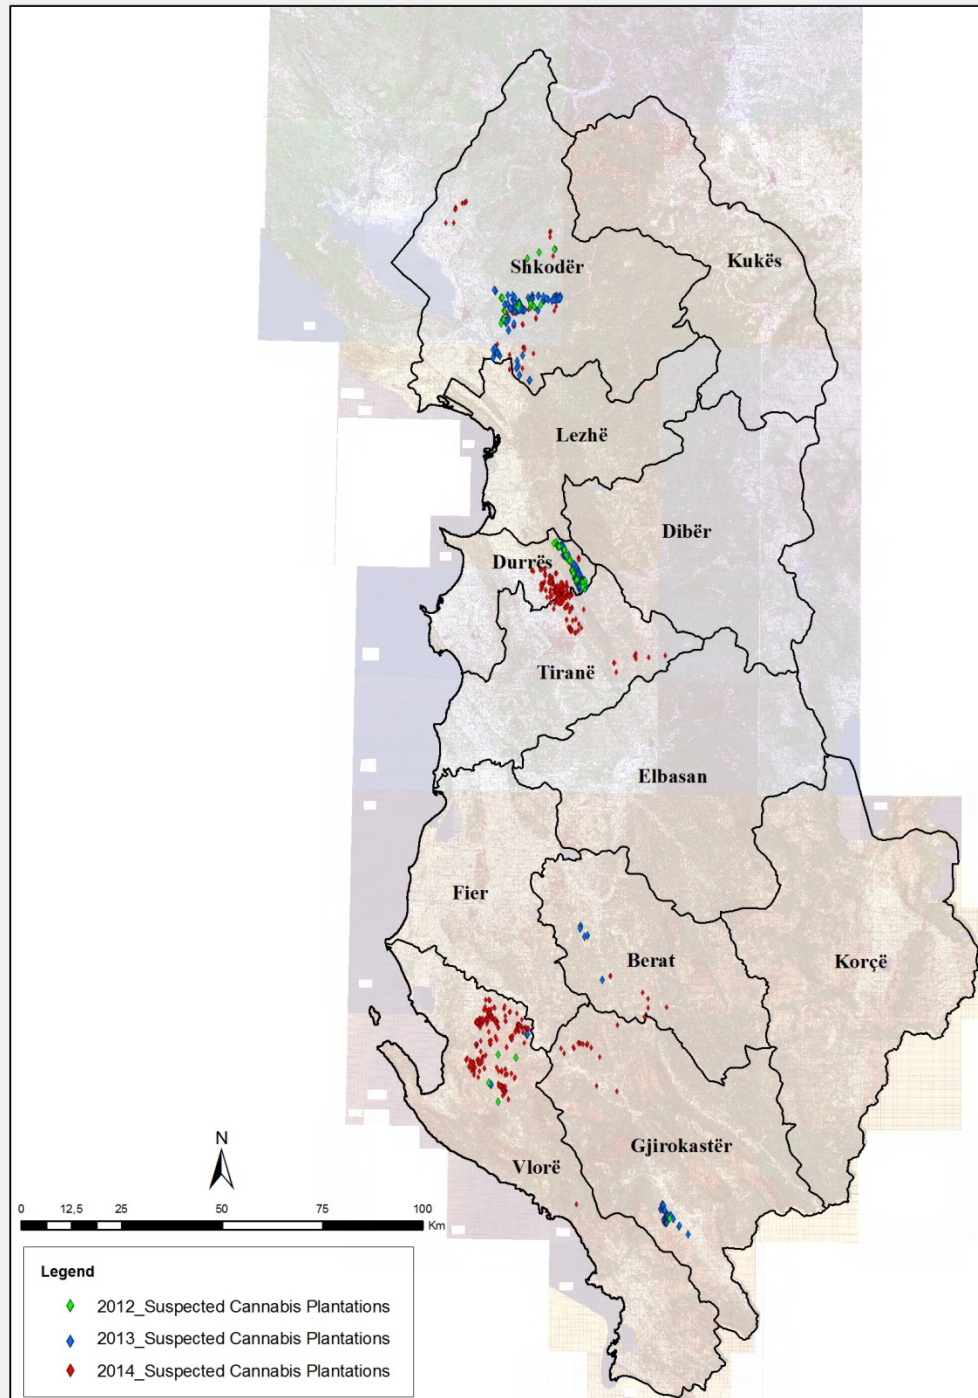 Shkodër
Kukës
Lezhë
Dibër
Durrës
Tiranë
Elbasan
Fier
Berat
Korçë
Gjirokastër
Vlorë
N
0 12,5 25 50 75 100
Km
Legend
2012_Suspected Cannabis Plantations
2013_Suspected Cannabis Plantations
2014_Suspected Cannabis Plantations